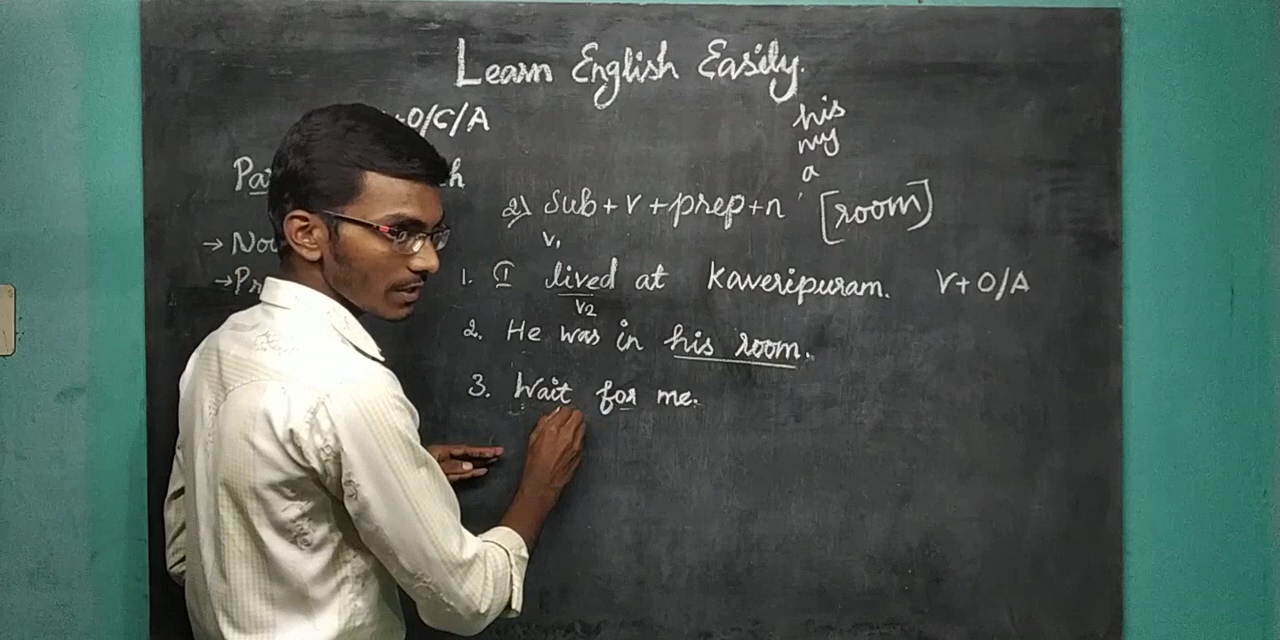 Learn English Easily.
+O/C/A
his
my
a
2) Sub + v + prep + n [room]
v1
1. I lived at Kaveripuram. V + O/A
v2
2. He was in his room.
3. Wait for me.